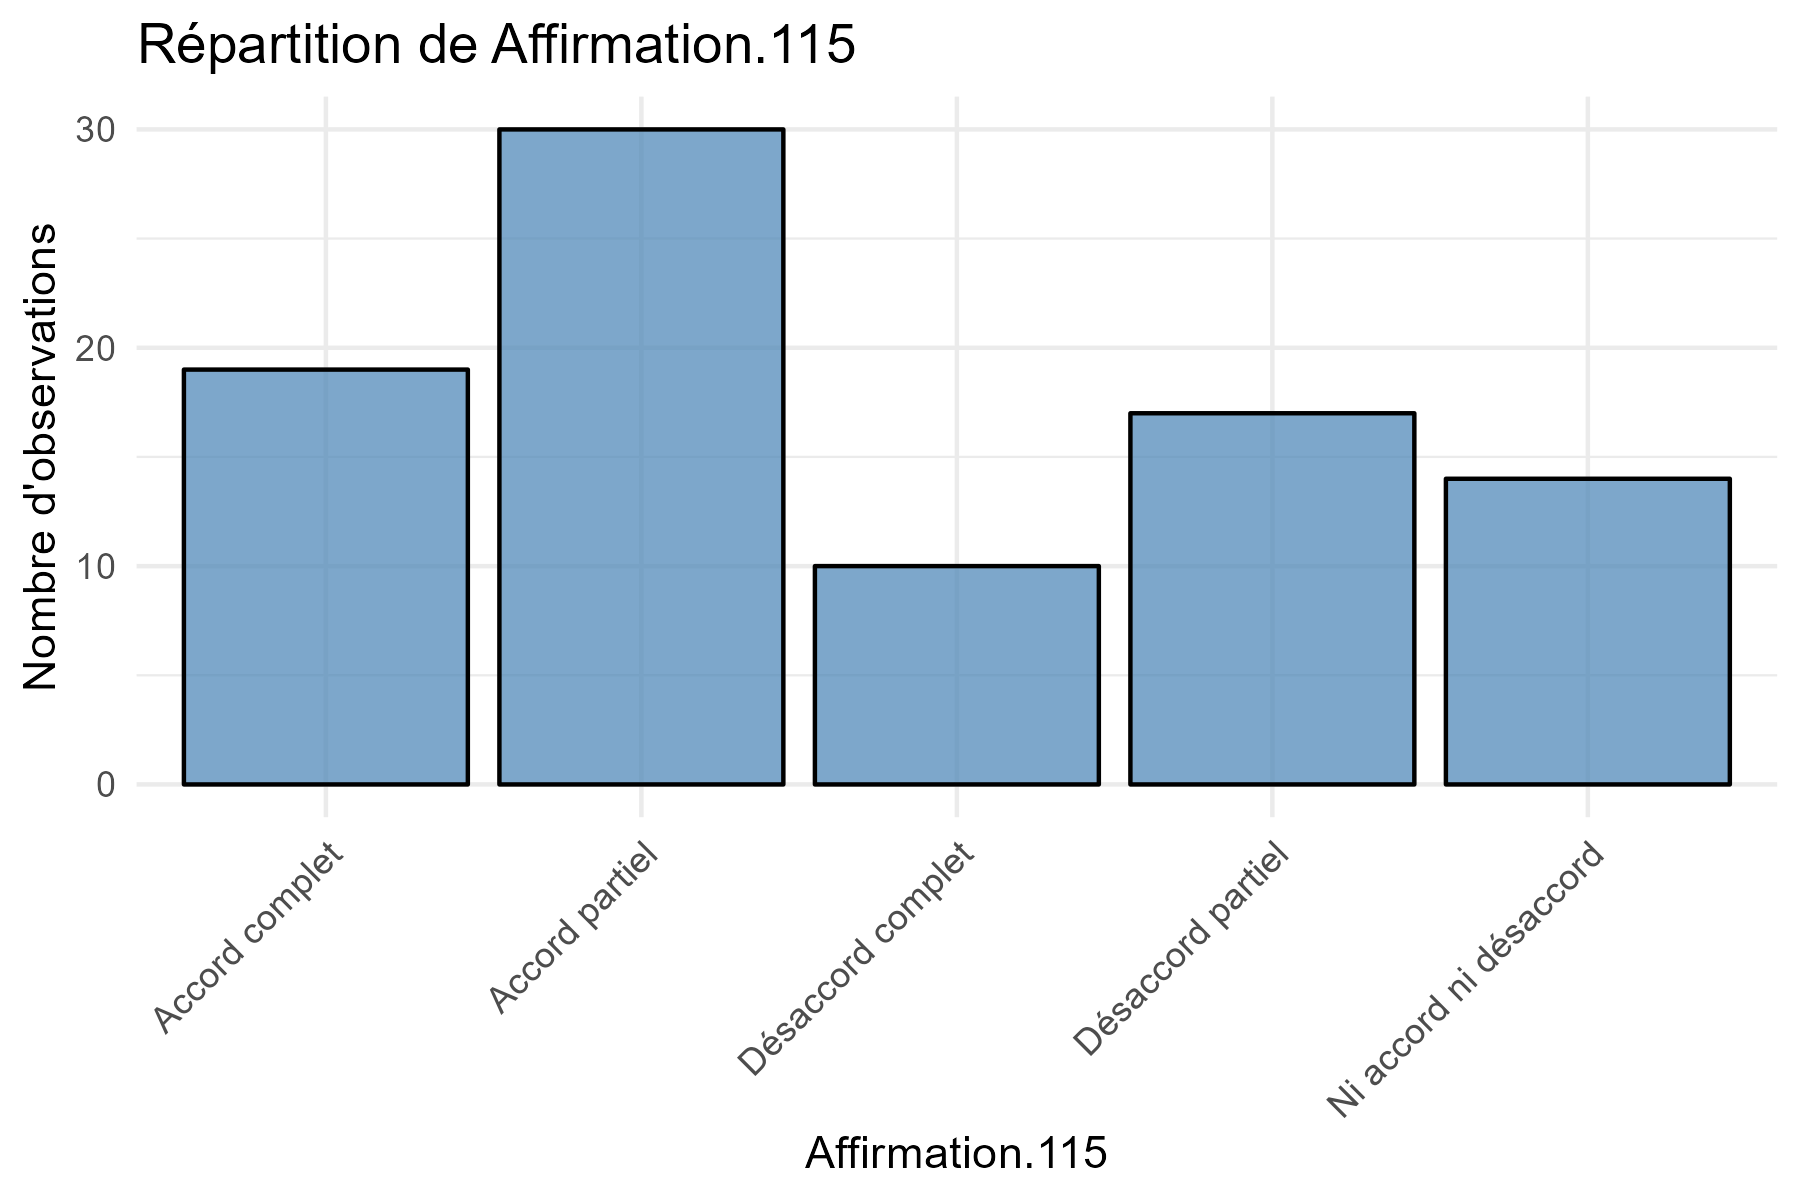 Répartition de Affirmation.115
Nombre d'observations
30
20
10
0
Accord complet
Accord partiel
Désaccord complet
Désaccord partiel
Ni accord ni désaccord
Affirmation.115